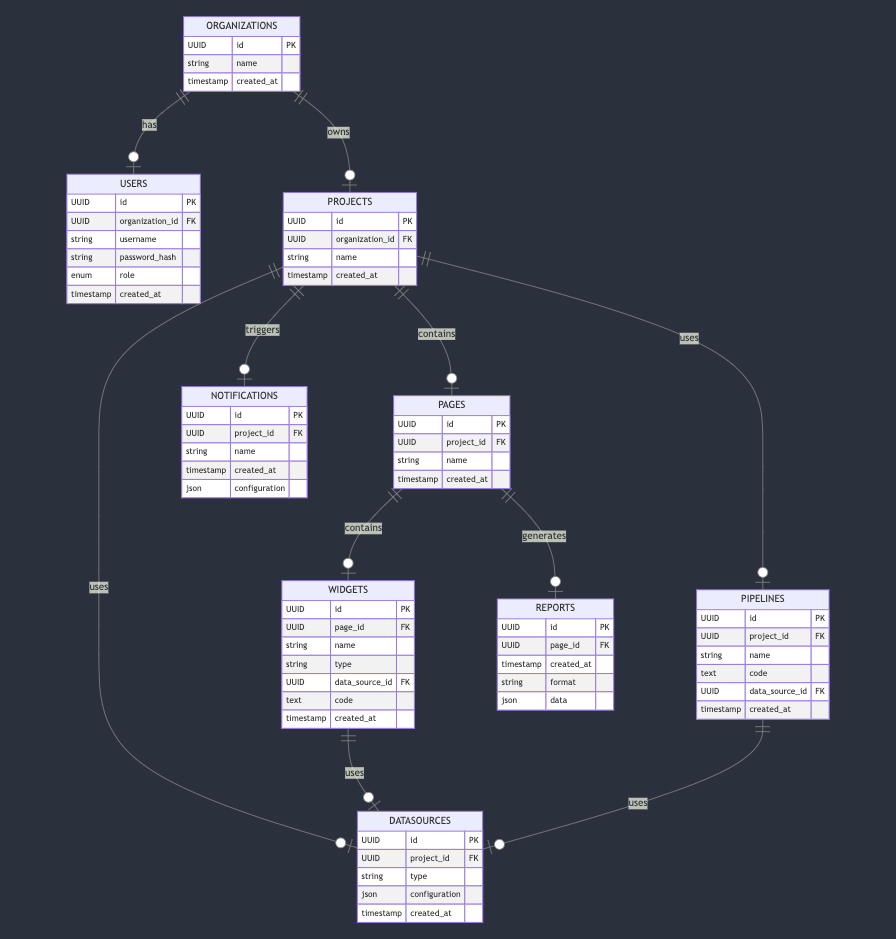 ORGANIZATIONS
UUID id PK
string name
timestamp created_at
has
owns
USERS
UUID id PK
UUID organization_id FK
string username
string password_hash
enum role
timestamp created_at
PROJECTS
UUID id PK
UUID organization_id FK
string name
timestamp created_at
triggers
contains
uses
NOTIFICATIONS
UUID id PK
UUID project_id FK
string name
timestamp created_at
json configuration
PAGES
UUID id PK
UUID project_id FK
string name
timestamp created_at
contains
generates
uses
WIDGETS
UUID id PK
UUID page_id FK
string name
string type
UUID data_source_id FK
text code
timestamp created_at
REPORTS
UUID id PK
UUID page_id FK
timestamp created_at
string format
json data
PIPELINES
UUID id PK
UUID project_id FK
string name
text code
UUID data_source_id FK
timestamp created_at
uses
uses
DATASOURCES
UUID id PK
UUID project_id FK
string type
json configuration
timestamp created_at